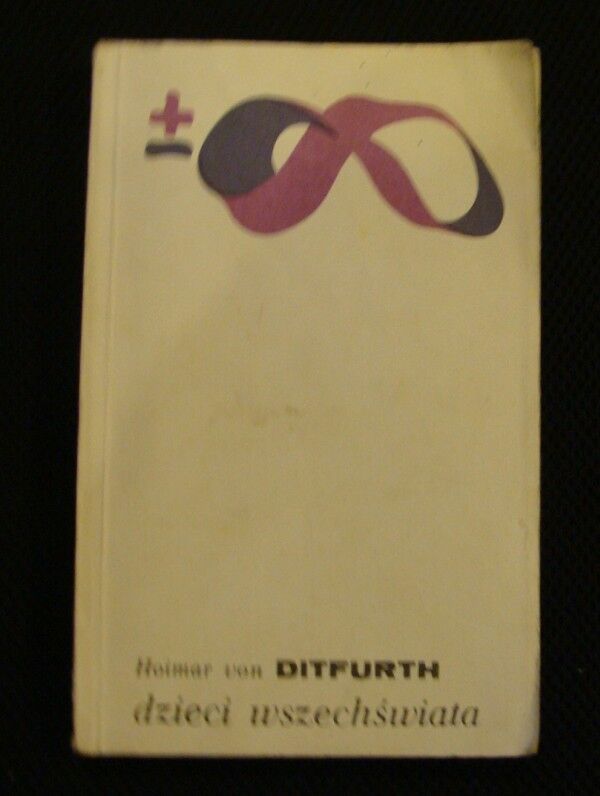 ±∞
Hoimar von DITFURTH
dzieci wszechświata